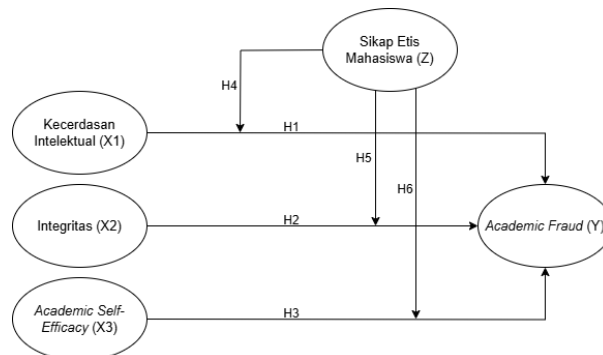 Sikap Etis
Mahasiswa (Z)
H4
Kecerdasan
Intelektual (X1)
H1
H5
H6
Integritas (X2)
H2
Academic Fraud (Y)
Academic Self-
Efficacy (X3)
H3